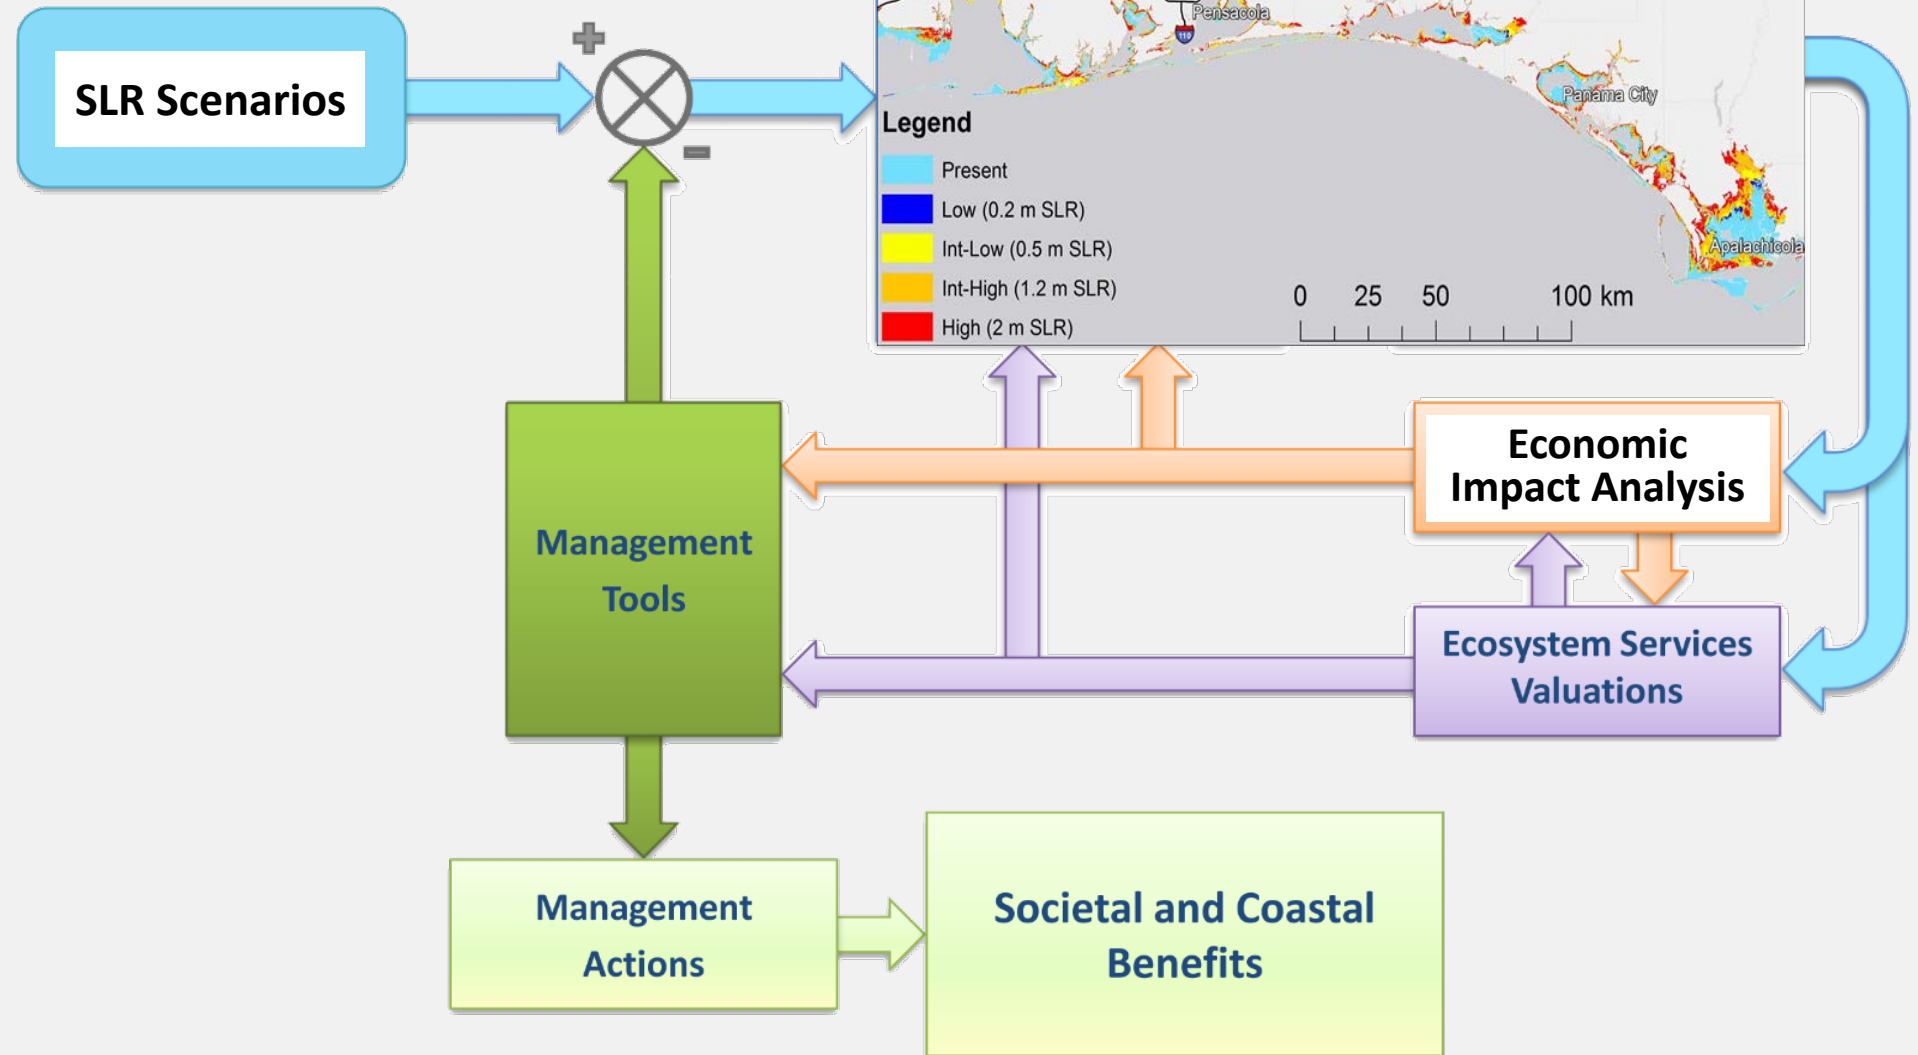 SLR Scenarios
Pensacola
110
Panama City
Apalachicola
Legend
Present
Low (0.2 m SLR)
Int-Low (0.5 m SLR)
Int-High (1.2 m SLR)
High (2 m SLR)
0 25 50 100 km
Economic
Impact Analysis
Management
Tools
Ecosystem Services
Valuations
Management
Actions
Societal and Coastal
Benefits